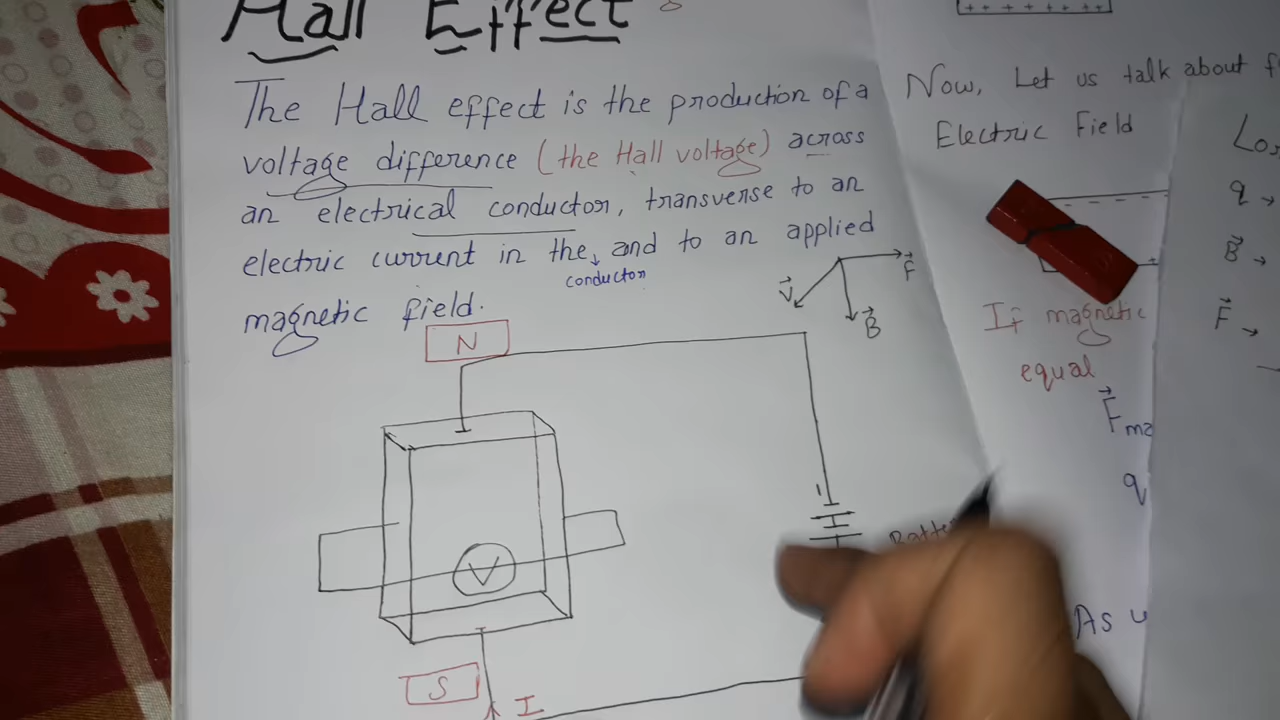 Hall Effect
The Hall effect is the production of a
voltage difference (the Hall voltage) across
an electrical conductor, transverse to an
electric current in the ↓ and to an applied
conductor
magnetic field.
V F
B
N
V
S
I
+ + + + + + +
Now, Let us talk about
Electric Field
If magnetic
equal
F
q
As
q →
B →
F →